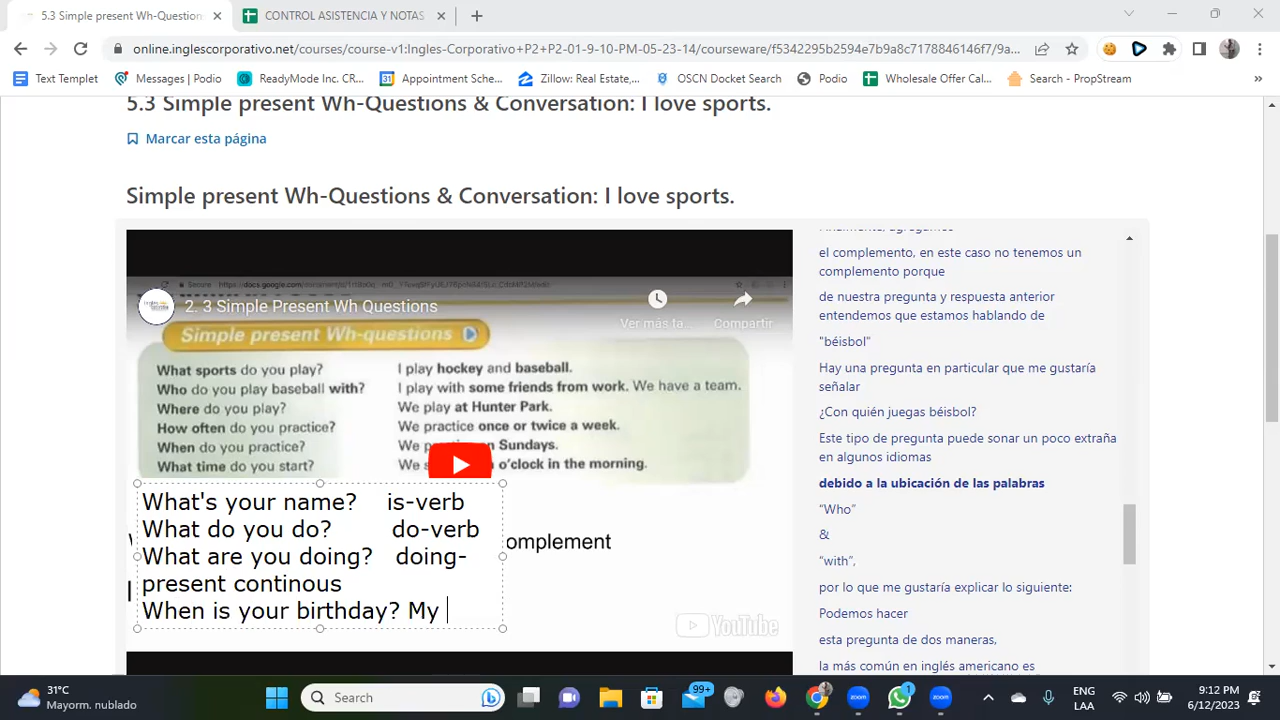 5.3 Simple present Wh-Question
CONTROL ASISTENCIA Y NOTAS
online.inglescorporativo.net/courses/course-v1:Ingles-Corporativo+P2+P2-01-9-10-PM-05-23-14/courseware/f5342295b2594e7b9a8c7178846146f7/9a...
Text Templet
Messages | Podio
ReadyMode Inc. CR...
Appointment Sche...
Zillow: Real Estate,...
OSCN Docket Search
Podio
Wholesale Offer Cal...
Search - PropStream
»
5.3 Simple present Wh-Questions & Conversation: I love sports.
Marcar esta página
Simple present Wh-Questions & Conversation: I love sports.
2. 3 Simple Present Wh Questions
Ver más ta...
Compartir
Simple present Wh-questions
What sports do you play? I play hockey and baseball.
Who do you play baseball with? I play with some friends from work. We have a team.
Where do you play? We play at Hunter Park.
How often do you practice? We practice once or twice a week.
When do you practice? We on Sundays.
What time do you start? We o'clock in the morning.
What's your name? is-verb
What do you do? do-verb
What are you doing? doing-
present continous
When is your birthday? My
omplement
YouTube
el complemento, en este caso no tenemos un
complemento porque
de nuestra pregunta y respuesta anterior
entendemos que estamos hablando de
"béisbol"
Hay una pregunta en particular que me gustaría
señalar
¿Con quién juegas béisbol?
Este tipo de pregunta puede sonar un poco extraña
en algunos idiomas
debido a la ubicación de las palabras
“Who”
&
“with”,
por lo que me gustaría explicar lo siguiente:
Podemos hacer
esta pregunta de dos maneras,
la más común en inglés americano es
31°C
Mayorm. nublado
Search
99+
1
ENG
LAA
9:12 PM
6/12/2023